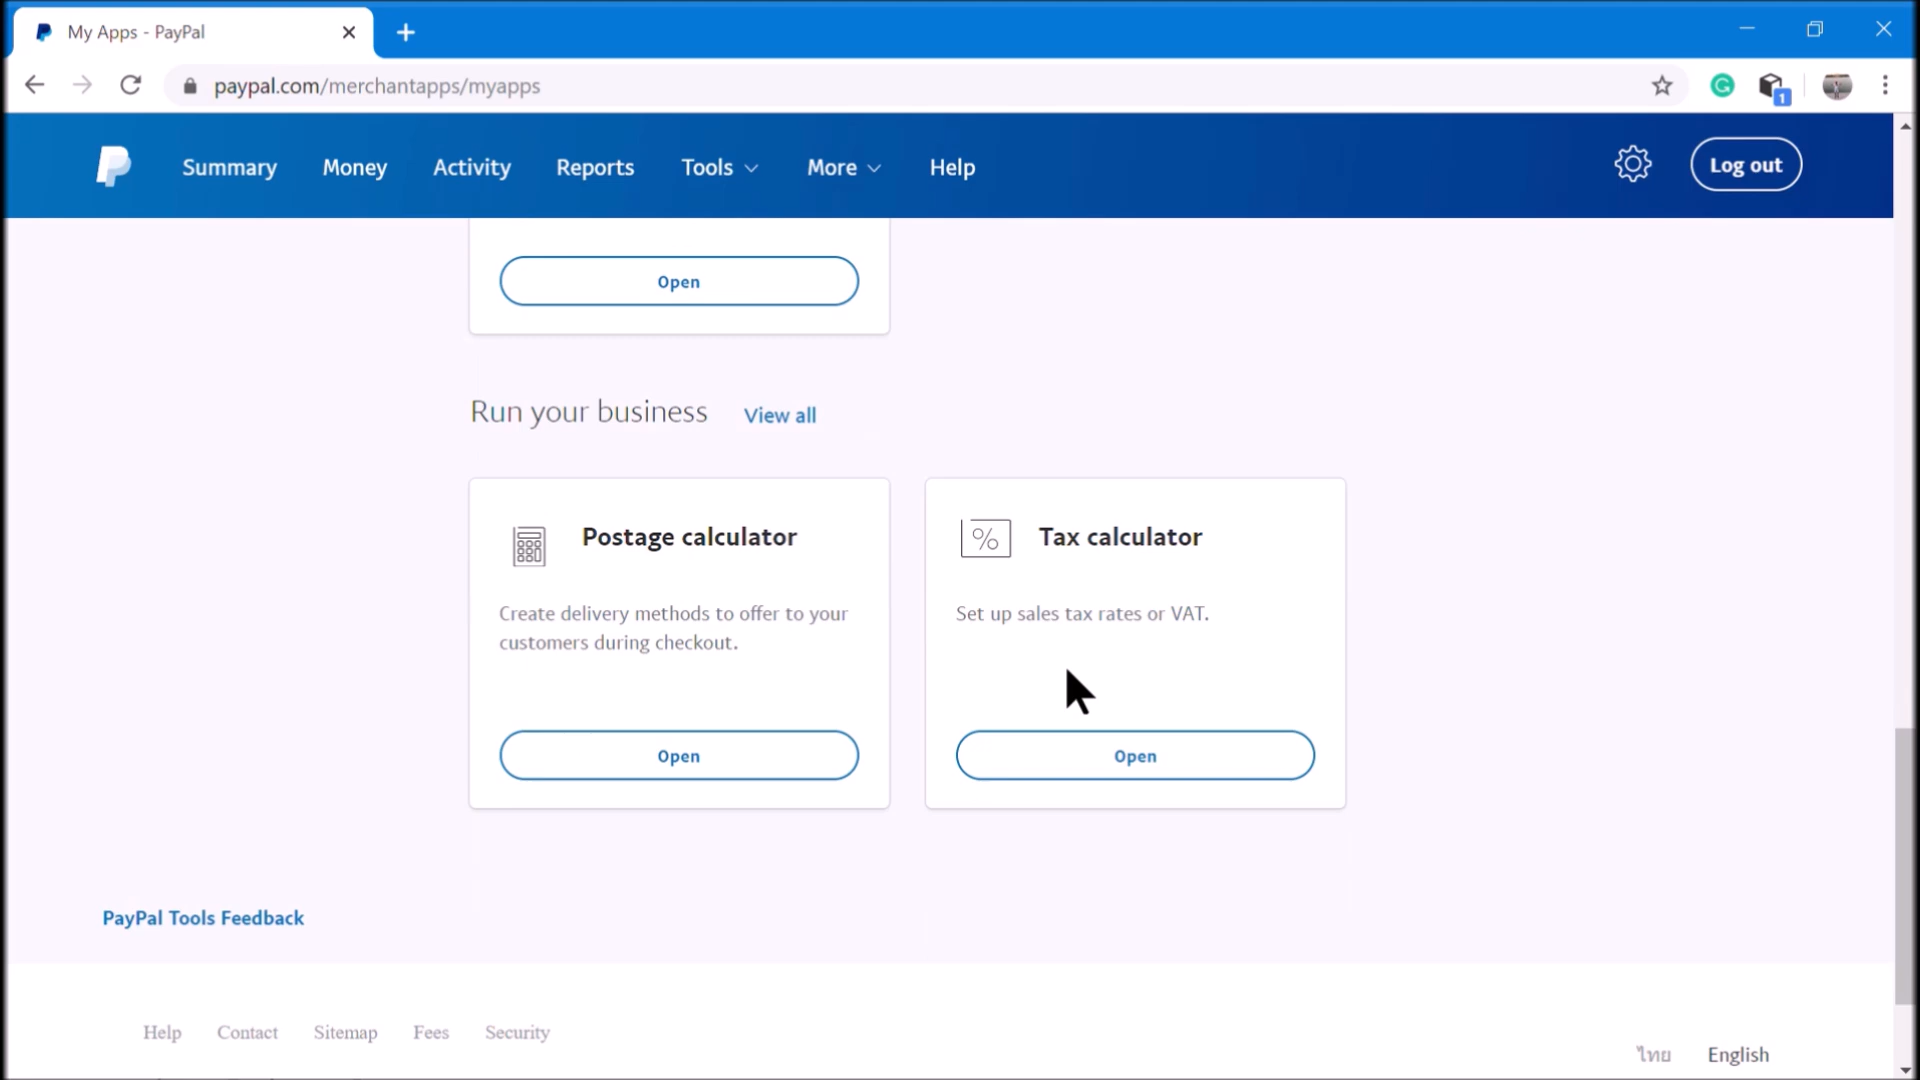 My Apps - PayPal
paypal.com/merchantapps/myapps
1
Summary Money Activity Reports Tools More Help Log out
Open
Run your business View all
Postage calculator
Create delivery methods to offer to your
customers during checkout.
Open
%
Tax calculator
Set up sales tax rates or VAT.
Open
PayPal Tools Feedback
Help Contact Sitemap Fees Security
ไทย English